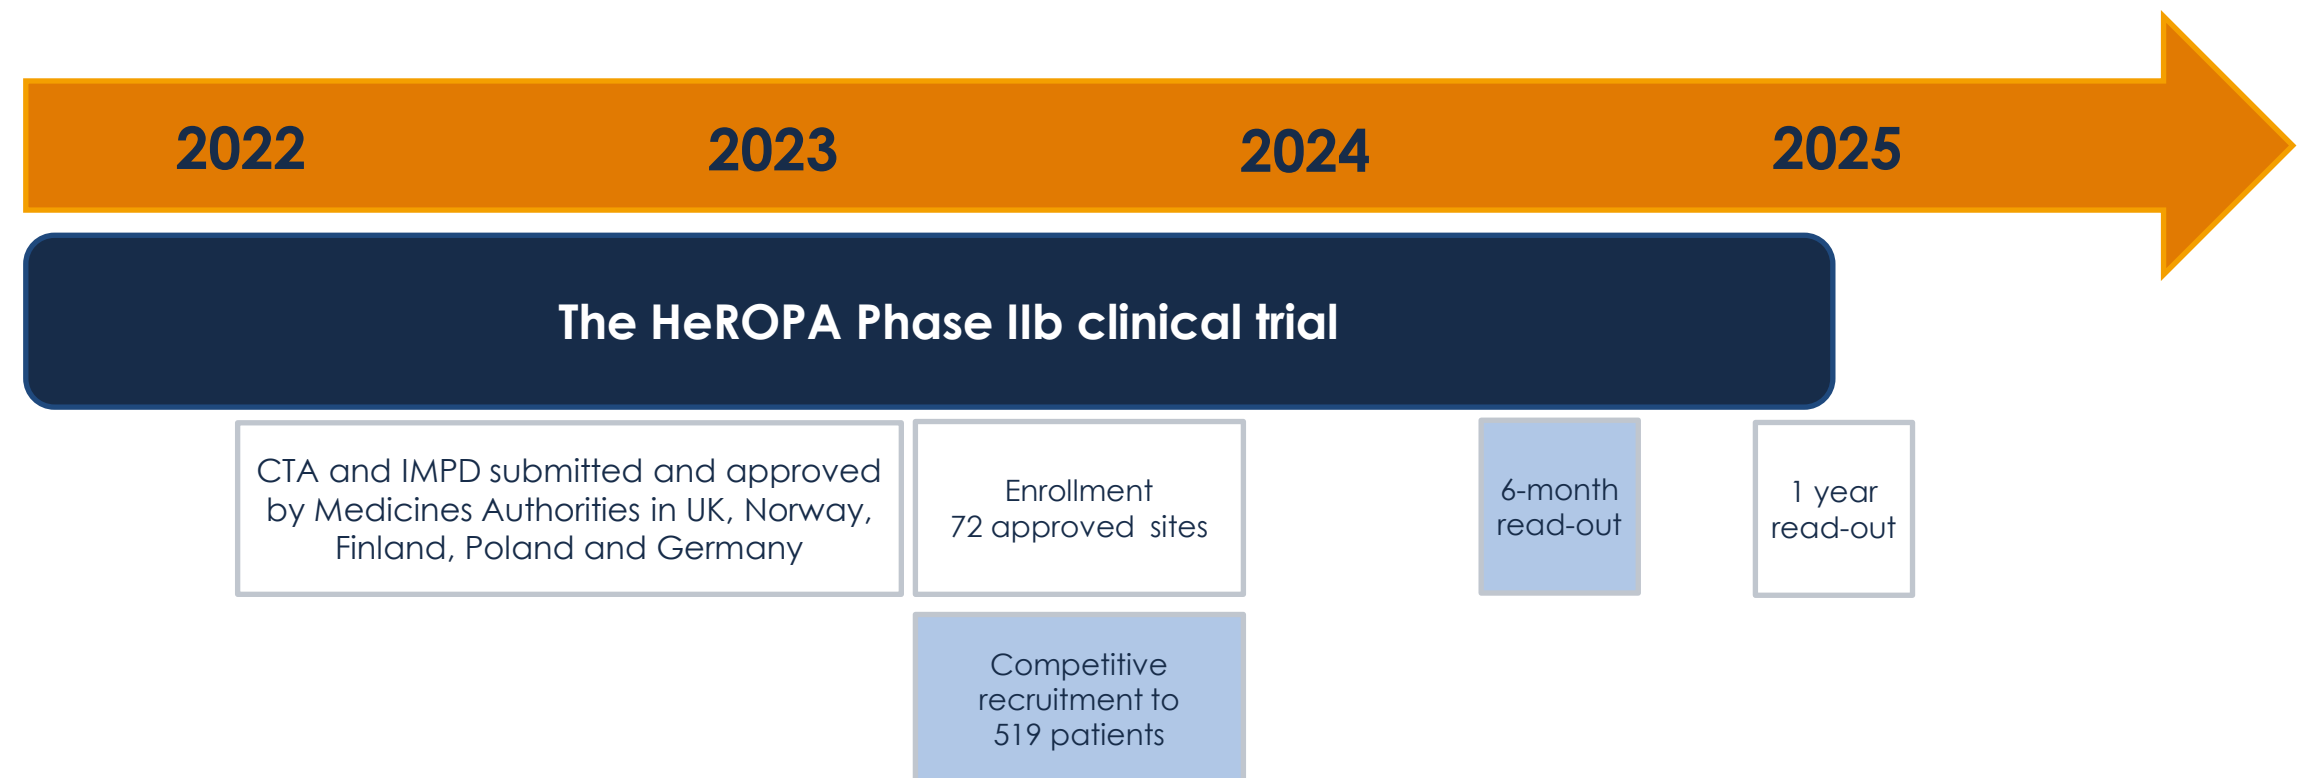 2022 2023 2024 2025
The HeROPA Phase IIb clinical trial
CTA and IMPD submitted and approved
by Medicines Authorities in UK, Norway,
Finland, Poland and Germany
Enrollment
72 approved sites
6-month
read-out
1 year
read-out
Competitive
recruitment to
519 patients